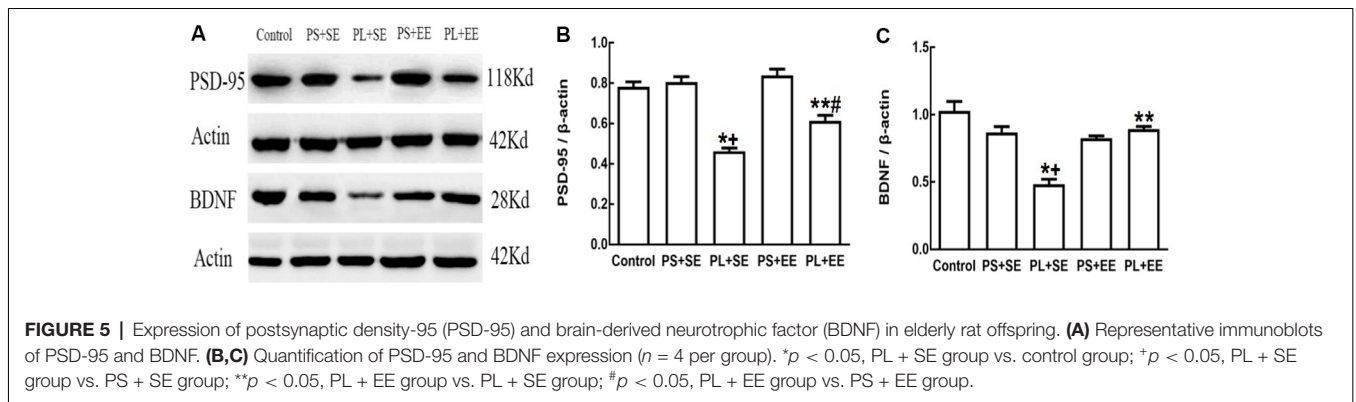 A
Control PS+SE PL+SE PS+EE PL+EE
PSD-95 118Kd
Actin 42Kd
BDNF 28Kd
Actin 42Kd
B
PSD-95 / β-actin
1.0
0.8
0.6
0.4
0.2
0.0
*+
**#
Control PS+SE PL+SE PS+EE PL+EE
C
BDNF / β-actin
1.5
1.0
0.5
0.0
*+
**
Control PS+SE PL+SE PS+EE PL+EE
FIGURE 5 | Expression of postsynaptic density-95 (PSD-95) and brain-derived neurotrophic factor (BDNF) in elderly rat offspring. (A) Representative immunoblots
of PSD-95 and BDNF. (B,C) Quantification of PSD-95 and BDNF expression (n = 4 per group). *p < 0.05, PL + SE group vs. control group; +p < 0.05, PL + SE
group vs. PS + SE group; **p < 0.05, PL + EE group vs. PL + SE group; #p < 0.05, PL + EE group vs. PS + EE group.